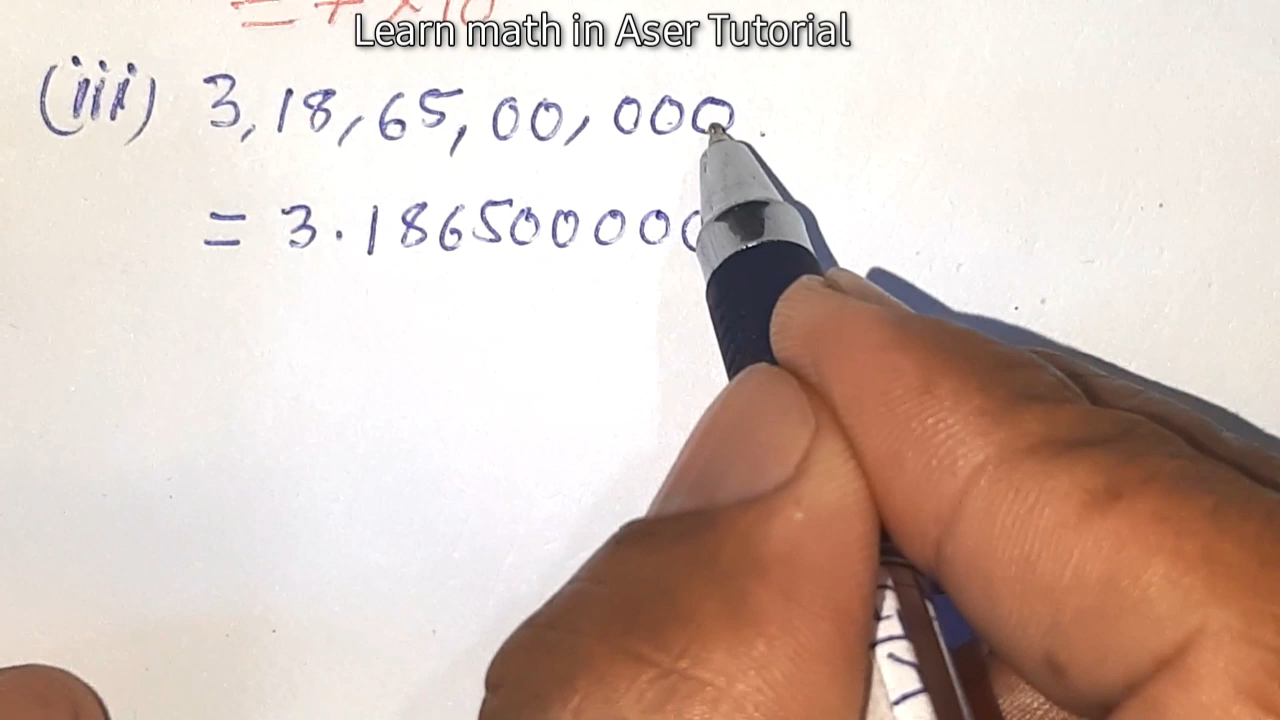 Learn math in Aser Tutorial
(iii) 3,18,65,00,000
= 3.186500000